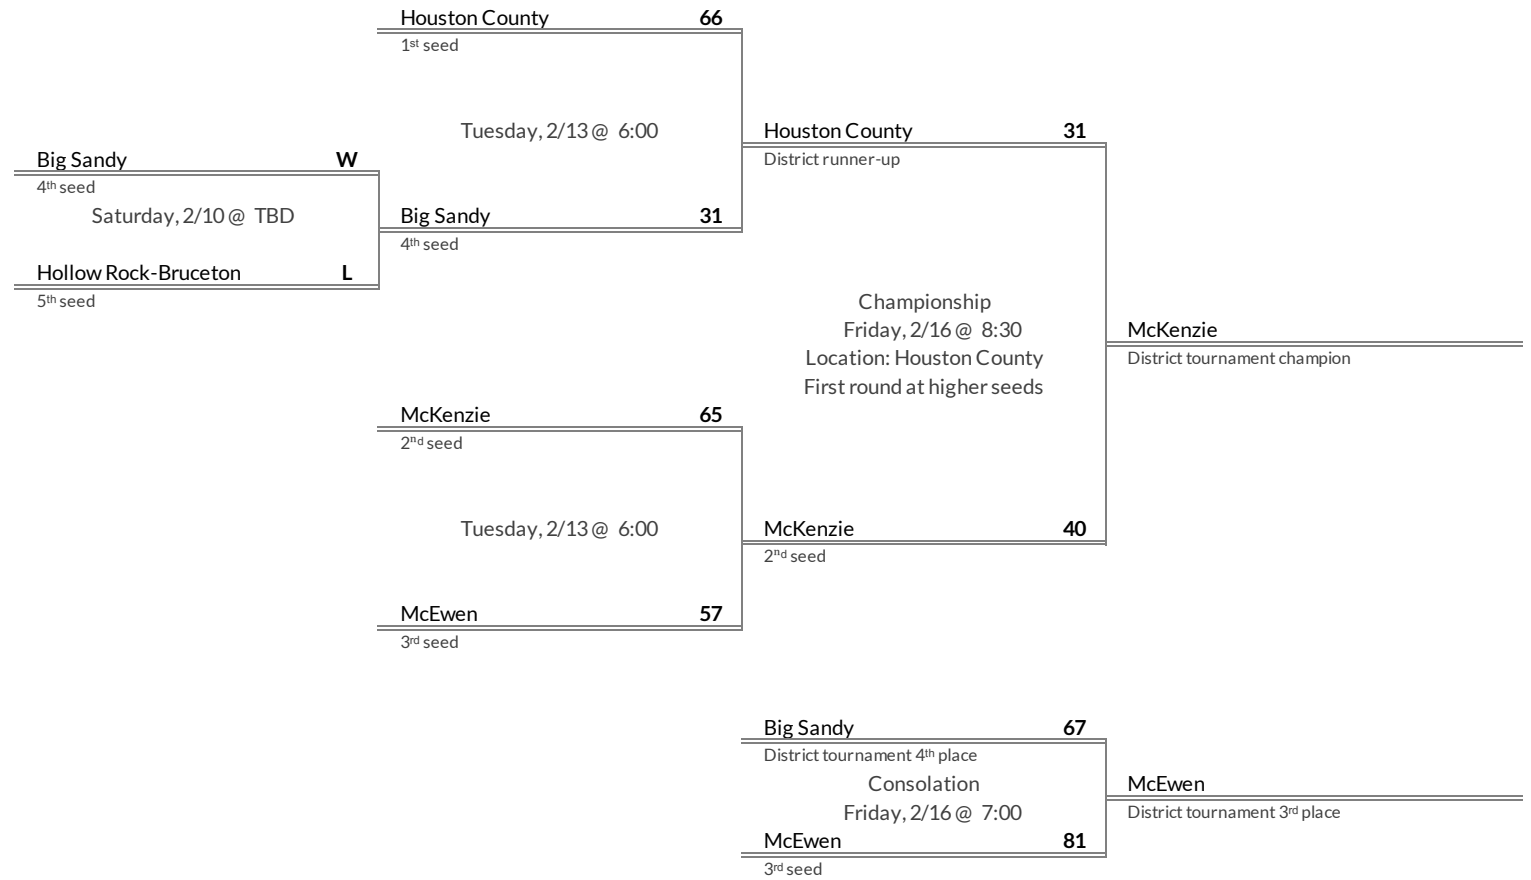 Houston County 66
1st seed
Tuesday, 2/13 @ 6:00
Houston County 31
District runner-up
Big Sandy W
4th seed
Saturday, 2/10 @ TBD
Big Sandy 31
4th seed
Hollow Rock-Bruceton L
5th seed
Championship
Friday, 2/16 @ 8:30
Location: Houston County
First round at higher seeds
McKenzie
District tournament champion
McKenzie 65
2nd seed
Tuesday, 2/13 @ 6:00
McKenzie 40
2nd seed
McEwen 57
3rd seed
Big Sandy 67
District tournament 4th place
Consolation
Friday, 2/16 @ 7:00
McEwen
District tournament 3rd place
McEwen 81
3rd seed